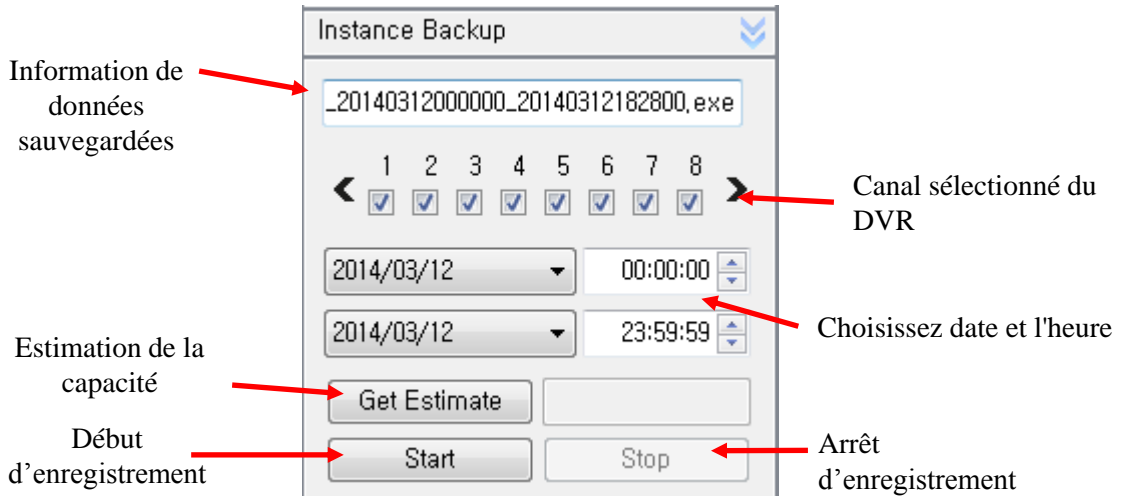 Instance Backup
Information de
données
sauvegardées
_20140312000000_20140312182800.exe
1 2 3 4 5 6 7 8
Canal sélectionné du
DVR
2014/03/12 00:00:00
Choisissez date et l'heure
2014/03/12 23:59:59
Estimation de la
capacité
Get Estimate
Début
d’enregistrement
Start Stop
Arrêt
d’enregistrement